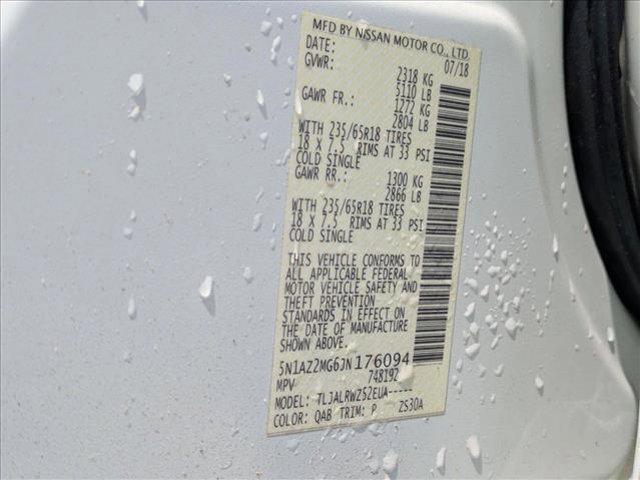 MFD BY NISSAN MOTOR CO., LTD.
DATE: 07/18
GVWR: 2318 KG
5110 LB
GAWR FR.: 1272 KG
2804 LB
WITH 235/65R18 TIRES
18 X 7.5 RIMS AT 33 PSI
COLD SINGLE
GAWR RR.: 1300 KG
2866 LB
WITH 235/65R18 TIRES
18 X 7.5 RIMS AT 33 PSI
COLD SINGLE
THIS VEHICLE CONFORMS TO
ALL APPLICABLE FEDERAL
MOTOR VEHICLE SAFETY AND
THEFT PREVENTION
STANDARDS IN EFFECT ON
THE DATE OF MANUFACTURE
SHOWN ABOVE.
5N1AZ2MG6JN176094
MPV 748192
MODEL: TLJALRWZ52EUA-----
COLOR: QAB TRIM: P ZS30A